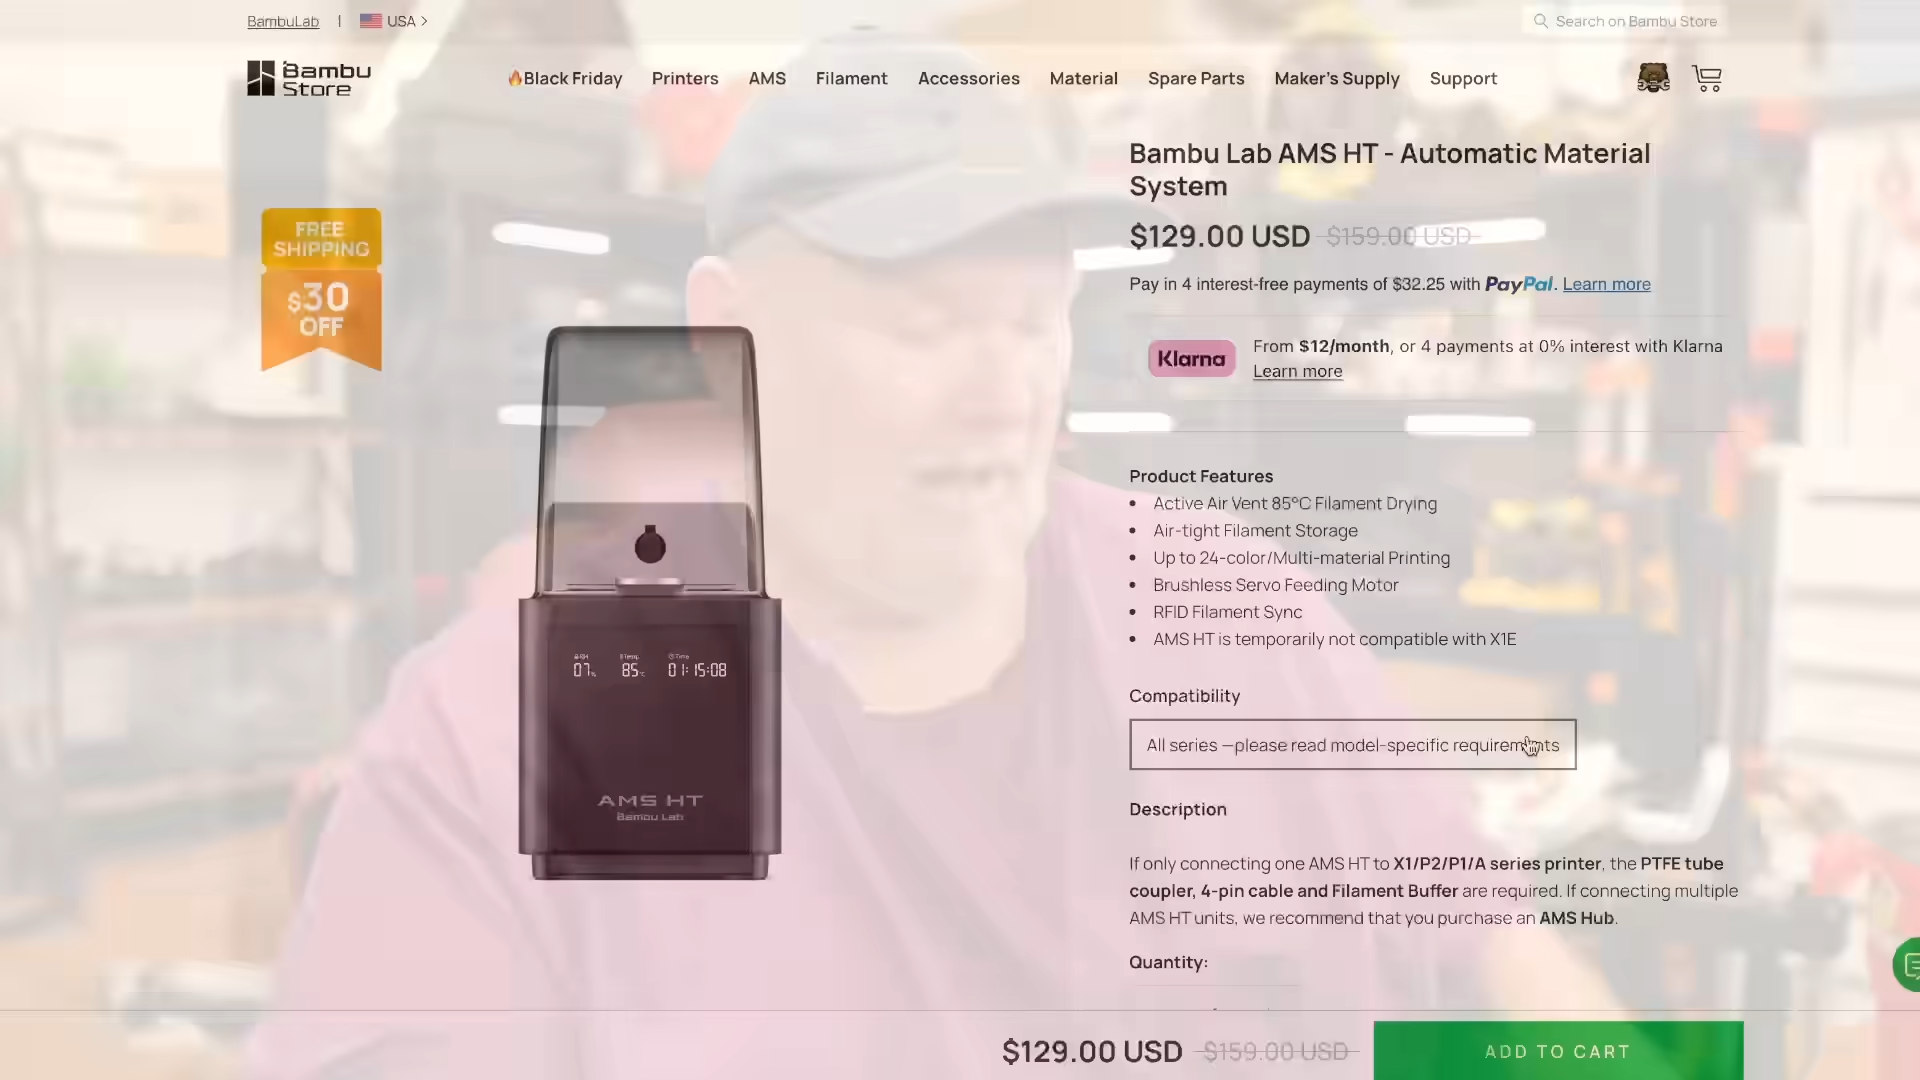 BambuLab | USA >
Search on Bambu Store
Bambu
Store
Black Friday Printers AMS Filament Accessories Material Spare Parts Maker's Supply Support
Bambu Lab AMS HT - Automatic Material
System
$129.00 USD $159.00 USD
Pay in 4 interest-free payments of $32.25 with PayPal. Learn more
Klarna
From $12/month, or 4 payments at 0% interest with Klarna
Learn more
FREE
SHIPPING
$30
OFF
07% 85°C 01:15:08
AMS HT
Bambu Lab
Product Features
• Active Air Vent 85°C Filament Drying
• Air-tight Filament Storage
• Up to 24-color/Multi-material Printing
• Brushless Servo Feeding Motor
• RFID Filament Sync
• AMS HT is temporarily not compatible with X1E
Compatibility
All series —please read model-specific requirements
Description
If only connecting one AMS HT to X1/P2/P1/A series printer, the PTFE tube
coupler, 4-pin cable and Filament Buffer are required. If connecting multiple
AMS HT units, we recommend that you purchase an AMS Hub.
Quantity:
$129.00 USD $159.00 USD
ADD TO CART